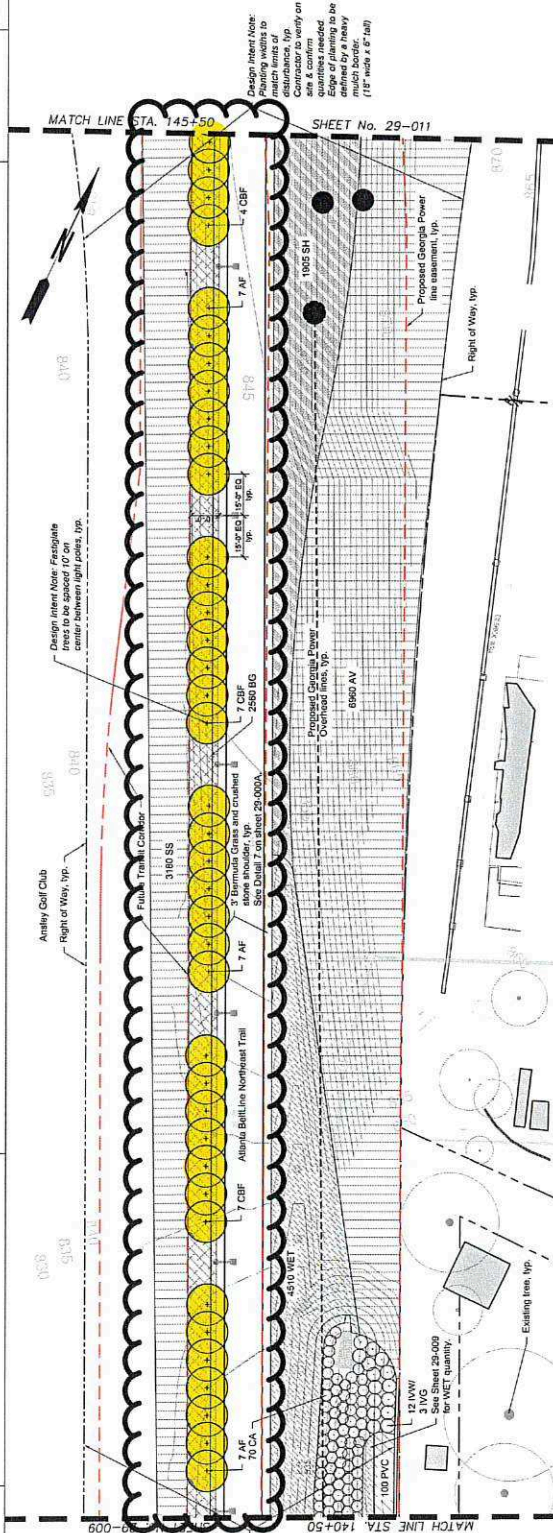 MATCH LINE STA. 145+50
SHEET No. 29-011
Design Intent Note:
Planting widths to
match limits of
disturbance, typ.
Contractor to verify on
site & confirm
quantities needed.
Edge of planting to be
defined by a heavy
mulch border.
(18" wide x 6" tall)
N
840
4 CBF
7 AF
845
1905 SH
Proposed Georgia Power
line easement, typ.
870
Right of Way, typ.
Design Intent Note: Fastigiate
trees to be spaced 10' on
center between light poles, typ.
15'-0" EQ
typ.
15'-0" EQ
typ.
7 CBF
2560 BG
Proposed Georgia Power
Overhead lines, typ.
6960 AV
Ansley Golf Club
Right of Way, typ.
835
840
Future Transit Corridor
3160 SS
3' Bermuda Grass and crushed
stone shoulder, typ.
See Detail 7 on sheet 29-000A.
7 AF
Atlanta BeltLine Northeast Trail
7 CBF
830
835
4510 WET
7 AF
70 CA
100 PVC
12 IVW/
3 IVG
See Sheet 29-009
for WET quantity.
Existing tree, typ.
MATCH LINE STA. 140+50